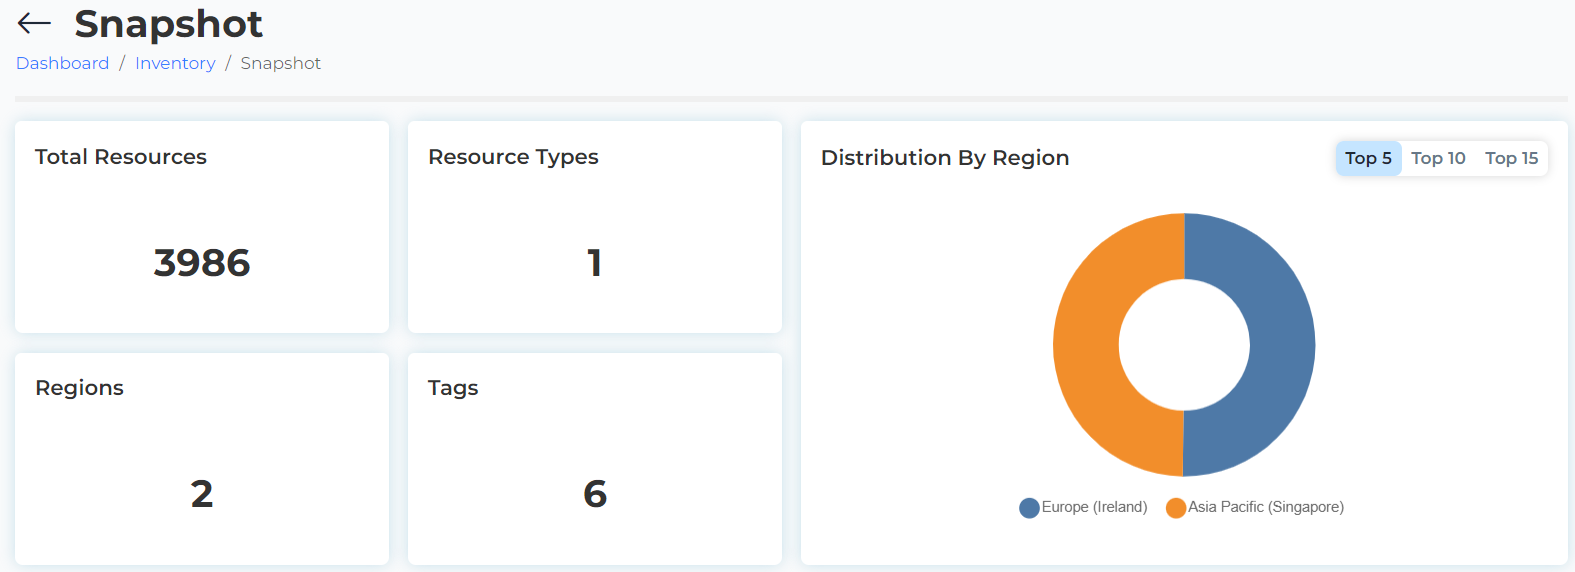 Snapshot
Dashboard / Inventory / Snapshot
Total Resources
3986
Resource Types
1
Regions
2
Tags
6
Distribution By Region
Top 5 Top 10 Top 15
Europe (Ireland) Asia Pacific (Singapore)